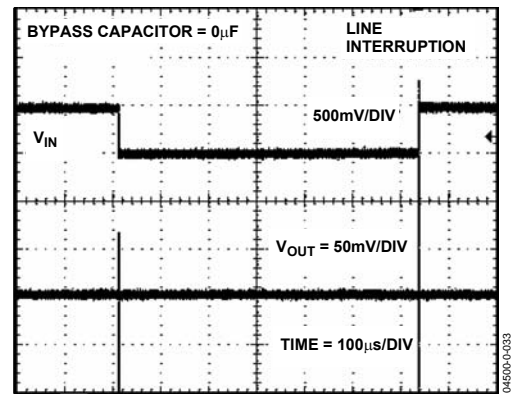 BYPASS CAPACITOR = 0μF
LINE
INTERRUPTION
500mV/DIV
VIN
VOUT = 50mV/DIV
TIME = 100μs/DIV
04500-0-033